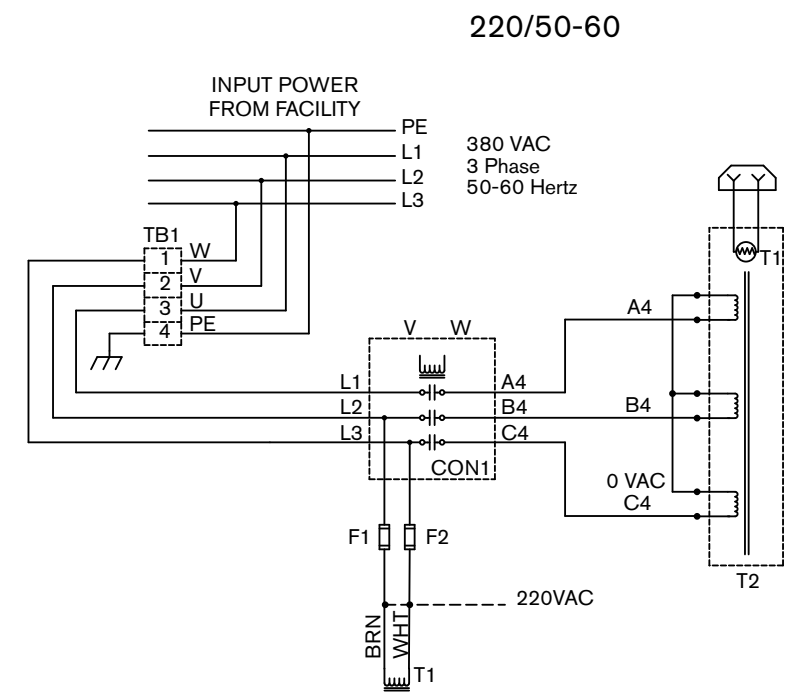 220/50-60
INPUT POWER
FROM FACILITY
PE
L1
L2
L3
380 VAC
3 Phase
50-60 Hertz
TB1
1 W
2 V
3 U
4 PE
T1
A4
V W
L1 A4
L2 B4
L3 C4
CON1
B4
0 VAC
C4
T2
F1 F2
220VAC
BRN
WHT
T1